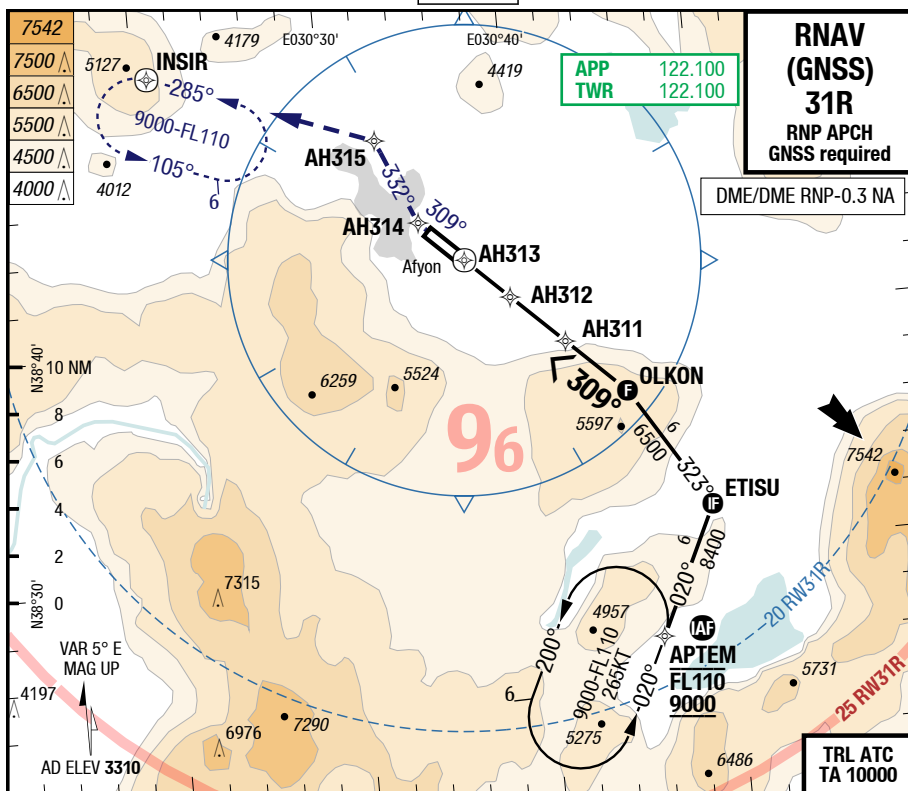 7542
7500
6500
5500
4500
4000
5127
INSIR
4179
E030°30'
E030°40'
4419
APP 122.100
TWR 122.100
RNAV
(GNSS)
31R
RNP APCH
GNSS required
DME/DME RNP-0.3 NA
285°
9000-FL110
105°
6
4012
AH315
332°
309°
AH314
Afyon
AH313
AH312
AH311
309°
OLKON
F
N38°40'
10 NM
8
6
4
2
0
N38°30'
6259
5524
96
5597
6
6500
323°
ETISU
IF
7542
6
8400
020°
20 RW31R
7315
4957
200°
9000-FL110
265KT
020°
6
5275
IAF
APTEM
FL110
9000
5731
25 RW31R
6486
VAR 5° E
MAG UP
4197
AD ELEV 3310
6976
7290
TRL ATC
TA 10000